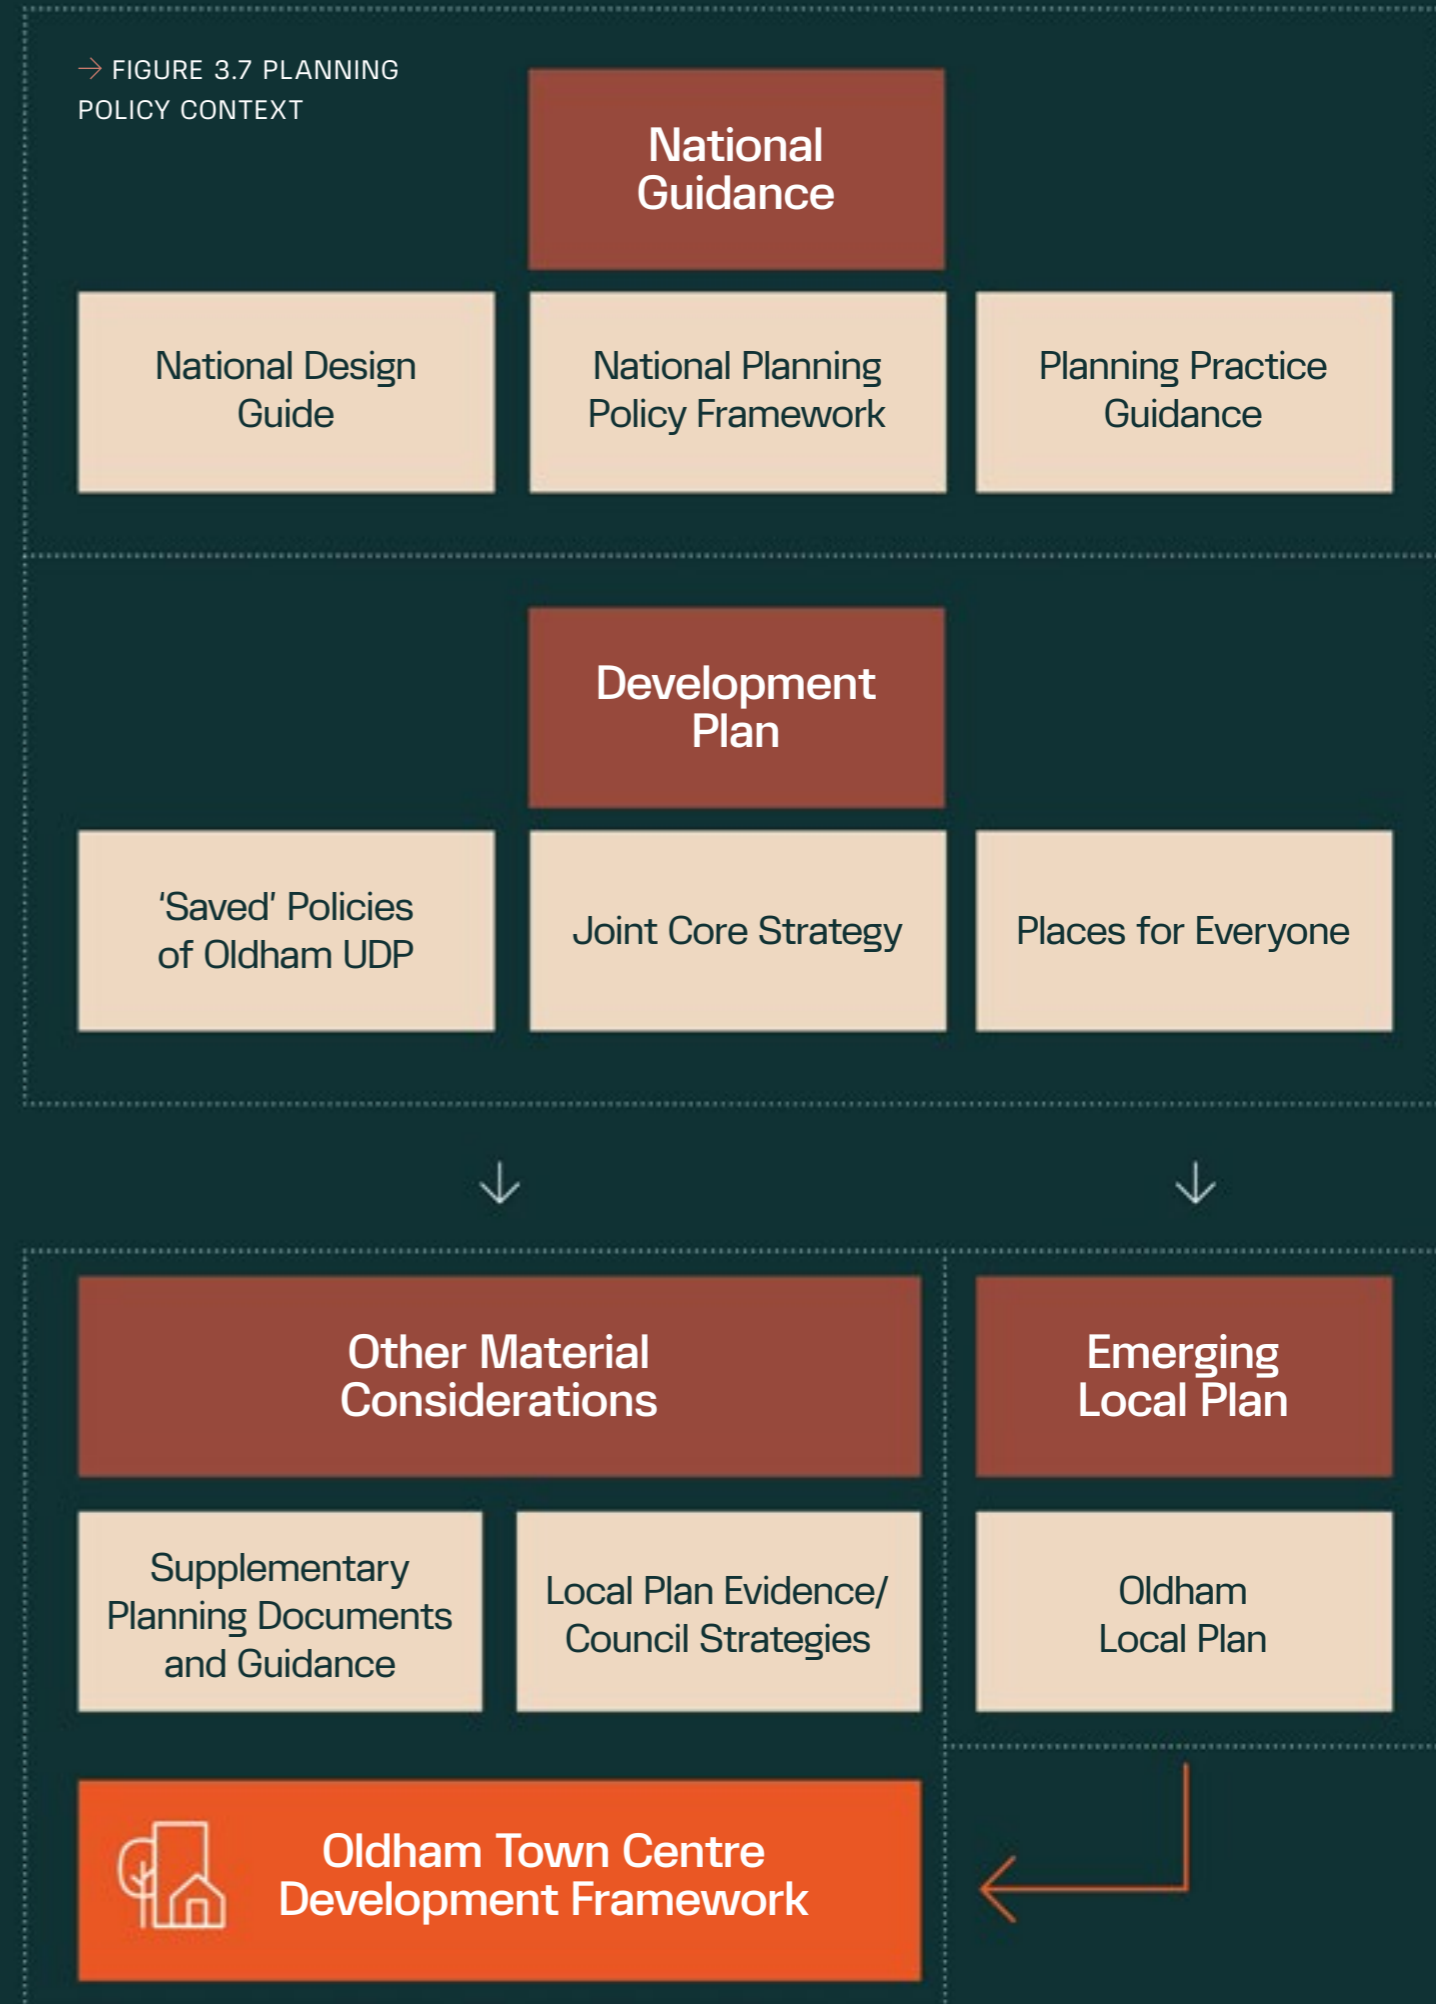 → FIGURE 3.7 PLANNING
POLICY CONTEXT
National
Guidance
National Design
Guide
National Planning
Policy Framework
Planning Practice
Guidance
Development
Plan
‘Saved’ Policies
of Oldham UDP
Joint Core Strategy
Places for Everyone
Other Material
Considerations
Emerging
Local Plan
Supplementary
Planning Documents
and Guidance
Local Plan Evidence/
Council Strategies
Oldham
Local Plan
Oldham Town Centre
Development Framework